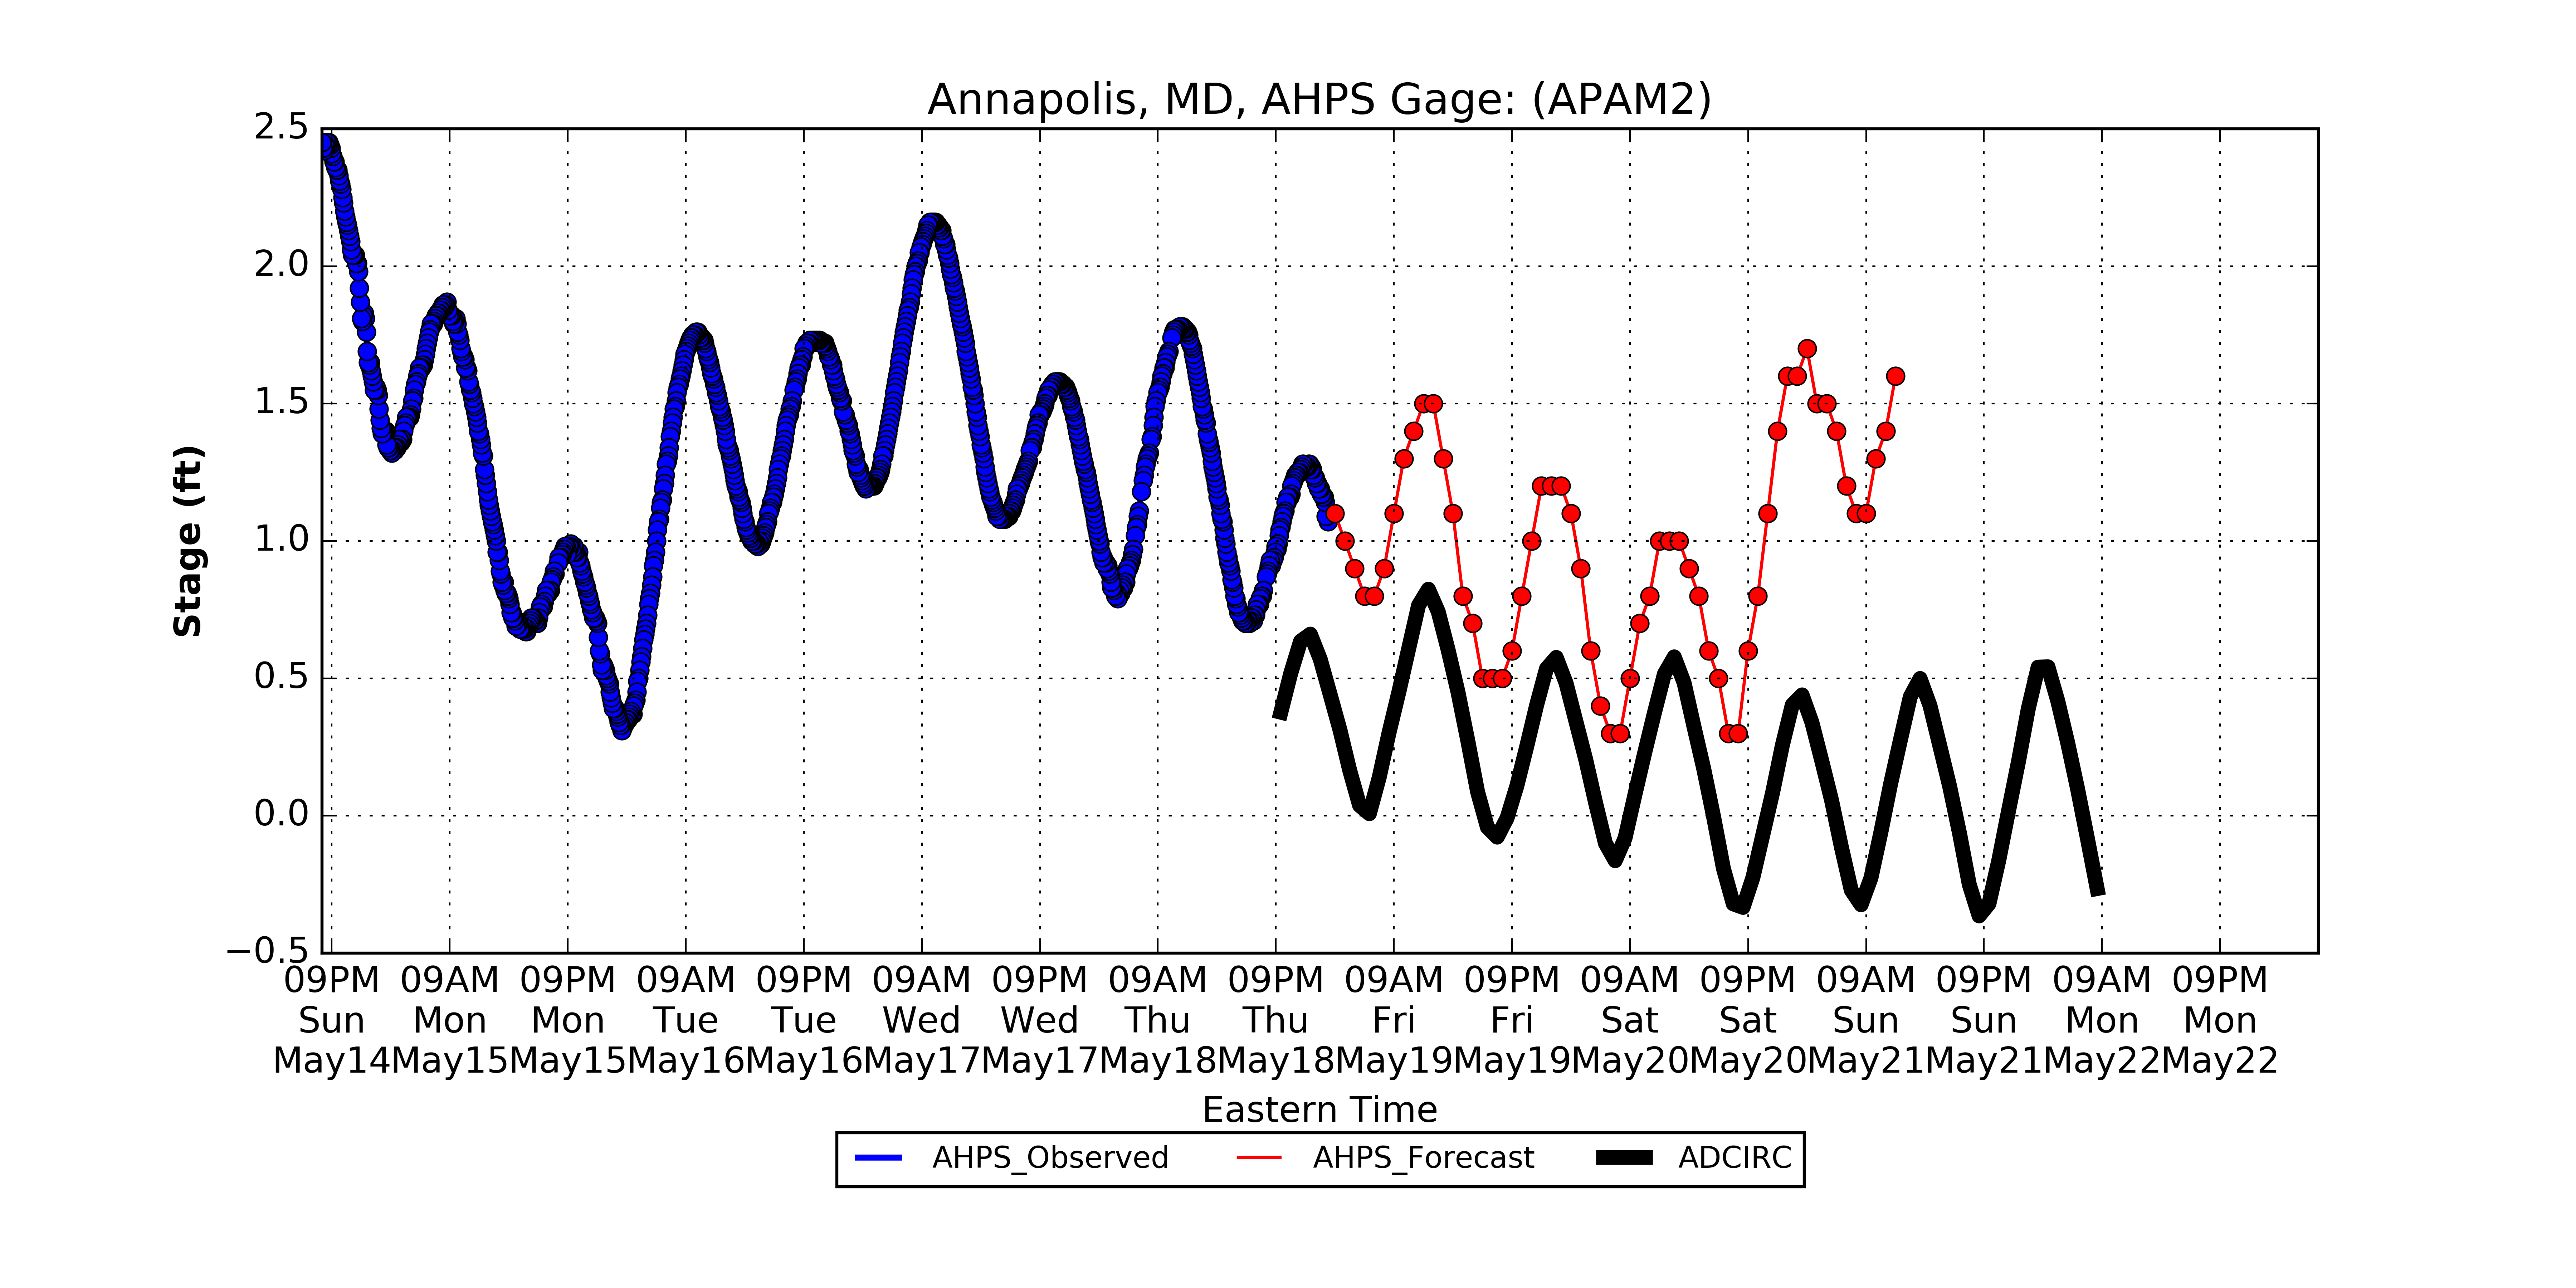 Annapolis, MD, AHPS Gage: (APAM2)
2.5
2.0
1.5
1.0
0.5
0.0
−0.5
Stage (ft)
09PM 09AM 09PM 09AM 09PM 09AM 09PM 09AM 09PM 09AM 09PM 09AM 09PM 09AM 09PM 09AM 09PM
Sun Mon Mon Tue Tue Wed Wed Thu Thu Fri Fri Sat Sat Sun Sun Mon Mon
May14 May15 May15 May16 May16 May17 May17 May18 May18 May19 May19 May20 May20 May21 May21 May22 May22
Eastern Time
AHPS_Observed AHPS_Forecast ADCIRC